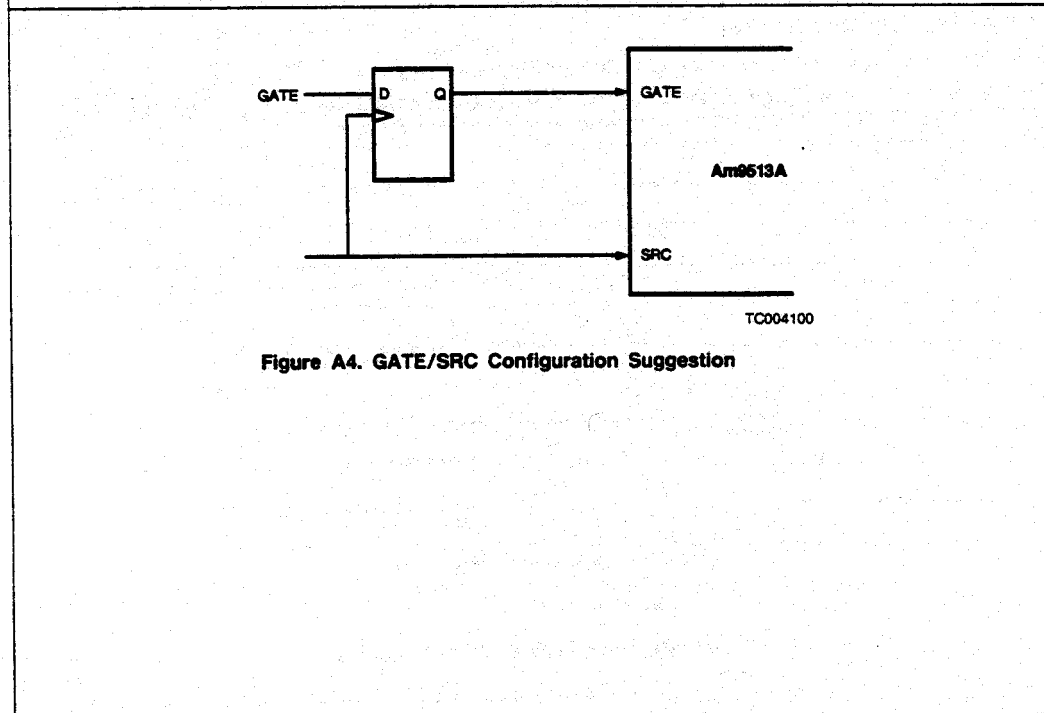 GATE
D
Q
GATE
Am9513A
SRC
TC004100
Figure A4. GATE/SRC Configuration Suggestion